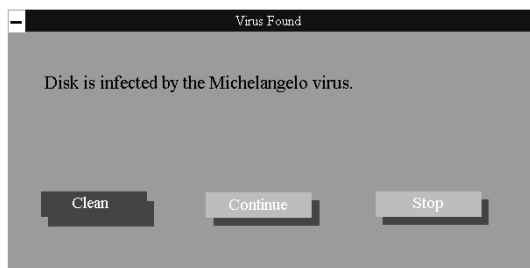 Virus Found
Disk is infected by the Michelangelo virus.
Clean Continue Stop